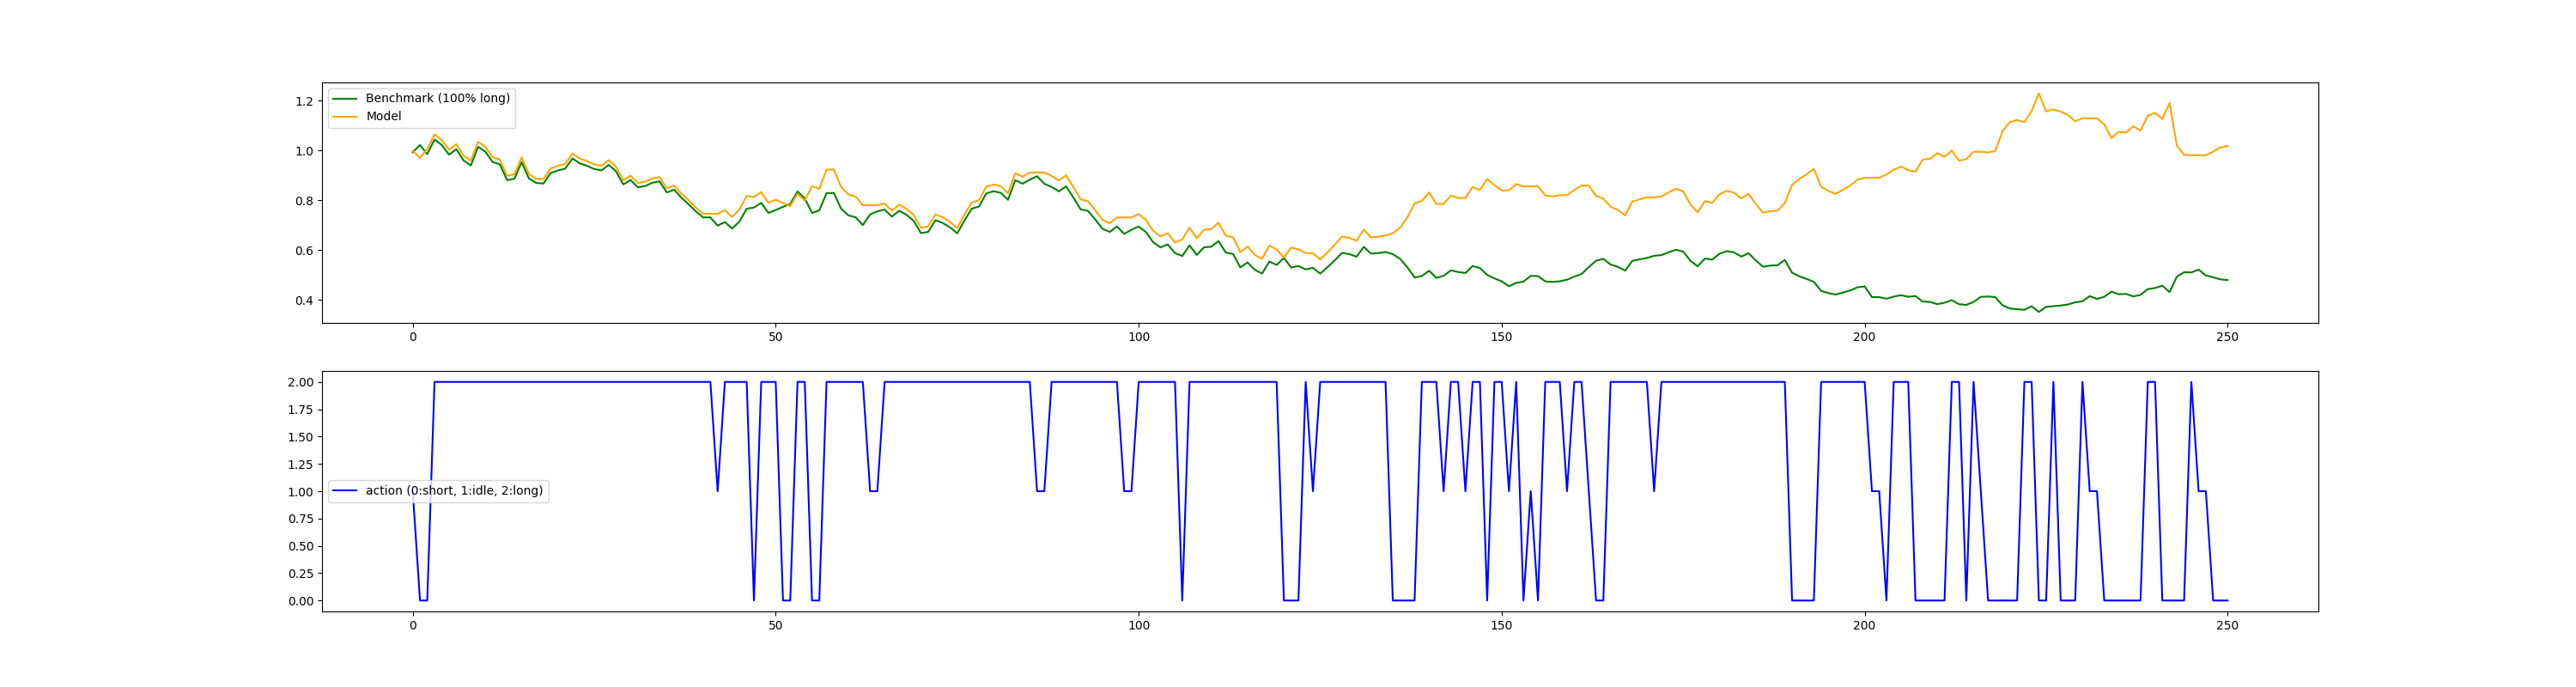 1.2
1.0
0.8
0.6
0.4
Benchmark (100% long)
Model
0 50 100 150 200 250
2.00
1.75
1.50
1.25
1.00
0.75
0.50
0.25
0.00
action (0:short, 1:idle, 2:long)
0 50 100 150 200 250